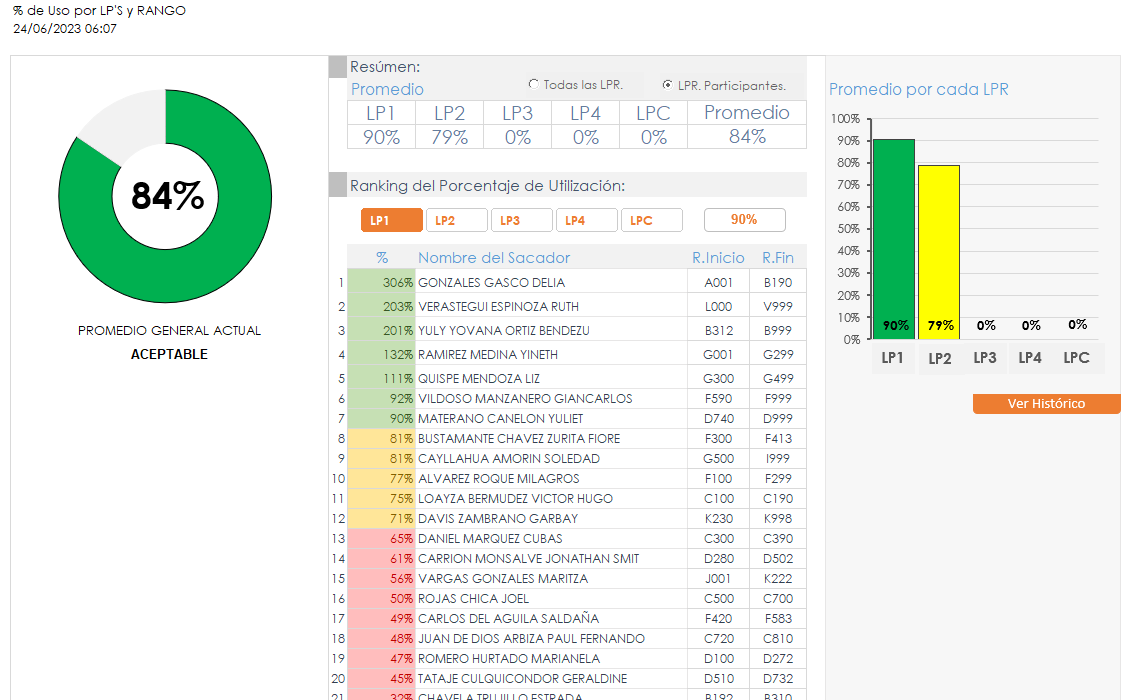 % de Uso por LP'S y RANGO
24/06/2023 06:07
84%
PROMEDIO GENERAL ACTUAL
ACEPTABLE
Resúmen:
Promedio
Todas las LPR.
LPR. Participantes.
LP1 LP2 LP3 LP4 LPC Promedio
90% 79% 0% 0% 0% 84%
Ranking del Porcentaje de Utilización:
LP1 LP2 LP3 LP4 LPC 90%
% Nombre del Sacador R.Inicio R.Fin
1 306% GONZALES GASCO DELIA A001 B190
2 203% VERASTEGUI ESPINOZA RUTH L000 V999
3 201% YULY YOVANA ORTIZ BENDEZU B312 B999
4 132% RAMIREZ MEDINA YINETH G001 G299
5 111% QUISPE MENDOZA LIZ G300 G499
6 92% VILDOSO MANZANERO GIANCARLOS F590 F999
7 90% MATERANO CANELON YULIET D740 D999
8 81% BUSTAMANTE CHAVEZ ZURITA FIORE F300 F413
9 81% CAYLLAHUA AMORIN SOLEDAD G500 I999
10 77% ALVAREZ ROQUE MILAGROS F100 F299
11 75% LOAYZA BERMUDEZ VICTOR HUGO C100 C190
12 71% DAVIS ZAMBRANO GARBAY K230 K998
13 65% DANIEL MARQUEZ CUBAS C300 C390
14 61% CARRION MONSALVE JONATHAN SMIT D280 D502
15 56% VARGAS GONZALES MARITZA J001 K222
16 50% ROJAS CHICA JOEL C500 C700
17 49% CARLOS DEL AGUILA SALDAÑA F420 F583
18 48% JUAN DE DIOS ARBIZA PAUL FERNANDO C720 C810
19 47% ROMERO HURTADO MARIANELA D100 D272
20 45% TATAJE CULQUICONDOR GERALDINE D510 D732
21 32% CHAVELA TRUJILLO ESTRADA B192 B310
Promedio por cada LPR
100%
90%
80%
70%
60%
50%
40%
30%
20%
10%
0%
90% 79% 0% 0% 0%
LP1 LP2 LP3 LP4 LPC
Ver Histórico